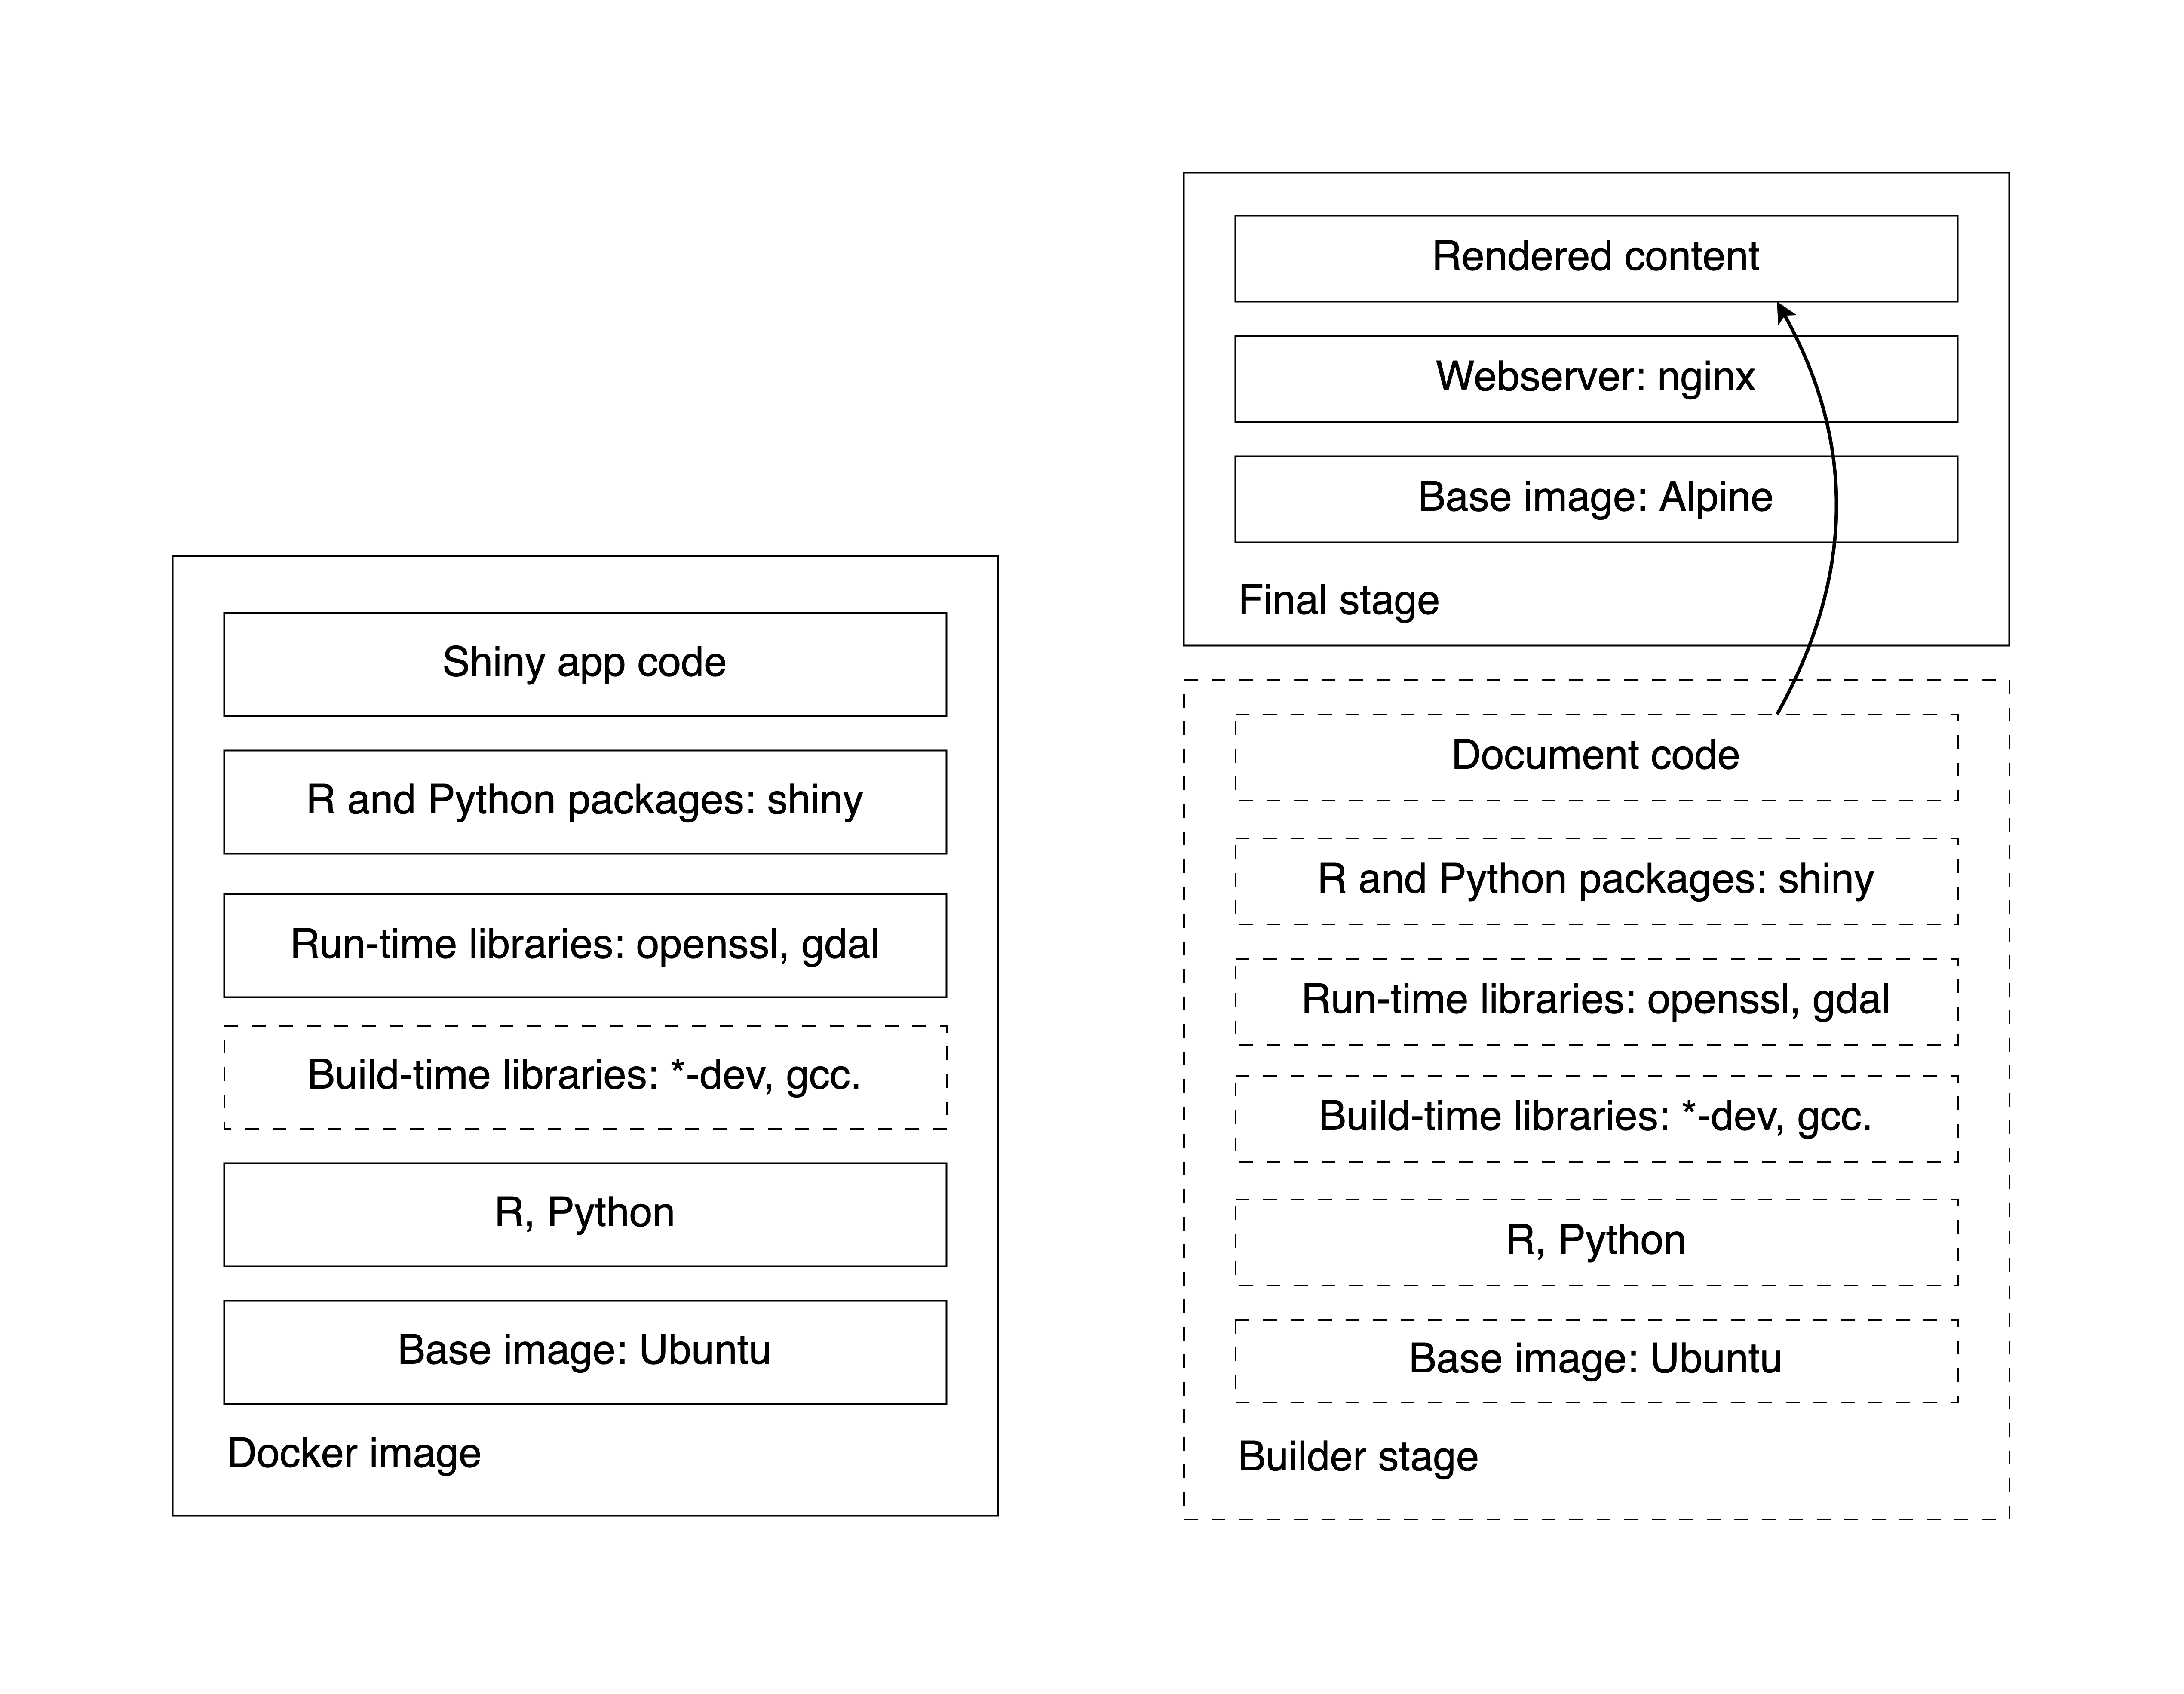 Shiny app code
R and Python packages: shiny
Run-time libraries: openssl, gdal
Build-time libraries: *-dev, gcc.
R, Python
Base image: Ubuntu
Docker image
Rendered content
Webserver: nginx
Base image: Alpine
Final stage
Document code
R and Python packages: shiny
Run-time libraries: openssl, gdal
Build-time libraries: *-dev, gcc.
R, Python
Base image: Ubuntu
Builder stage